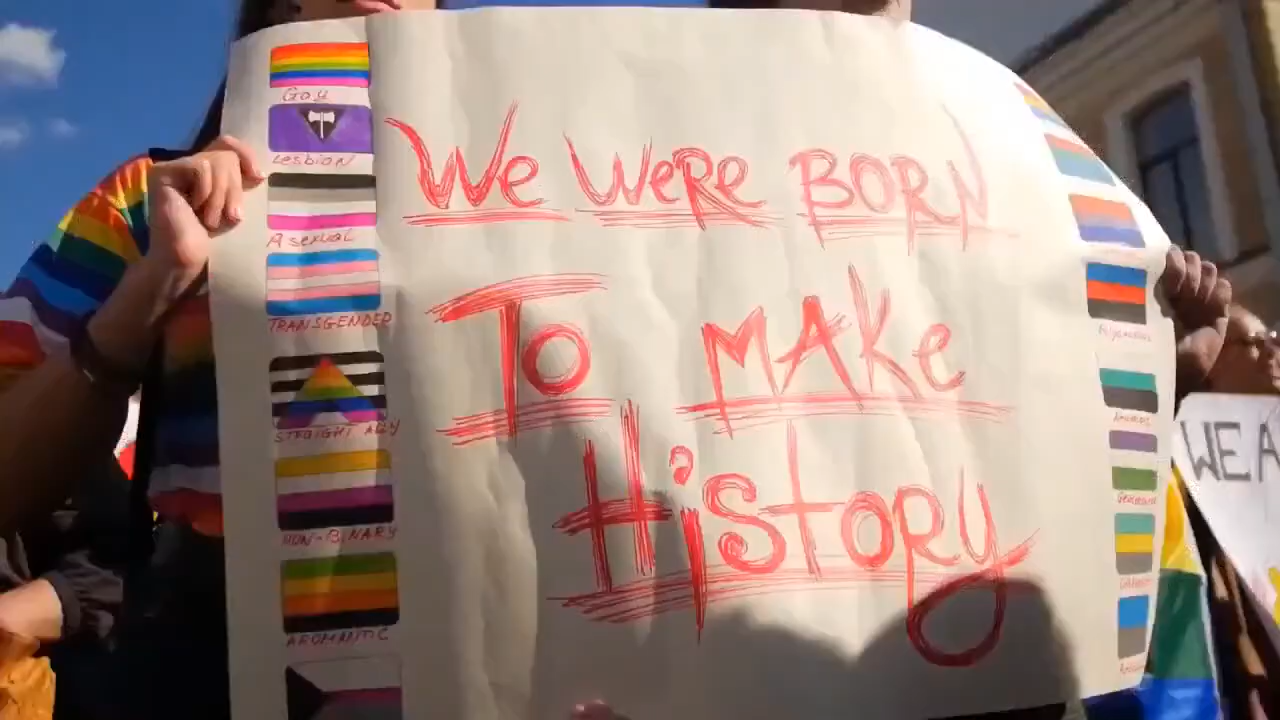 Gay
Lesbian
Asexual
TRANSGENDER
STRAIGHT ALLY
NON-BINARY
AROMANTIC
We WeRe BORN
To MAKe
History
WE A